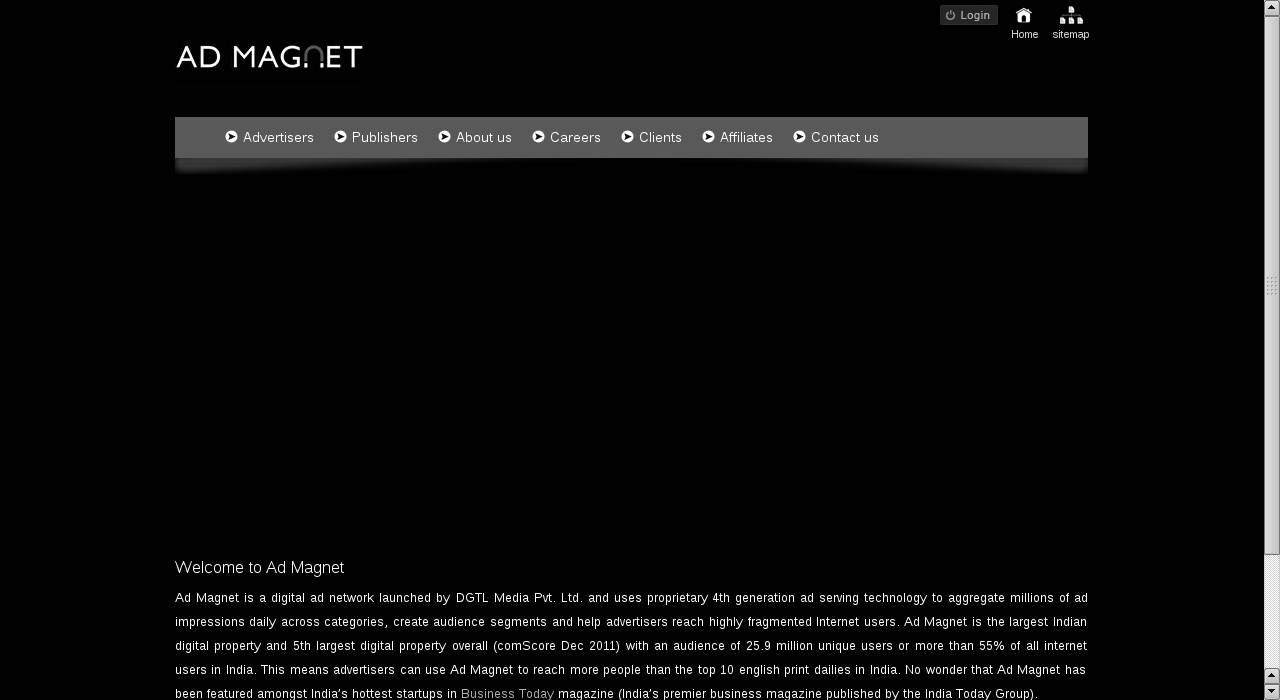 Login
Home
sitemap
AD MAGNET
Advertisers Publishers About us Careers Clients Affiliates Contact us
Welcome to Ad Magnet
Ad Magnet is a digital ad network launched by DGTL Media Pvt. Ltd. and uses proprietary 4th generation ad serving technology to aggregate millions of ad
impressions daily across categories, create audience segments and help advertisers reach highly fragmented Internet users. Ad Magnet is the largest Indian
digital property and 5th largest digital property overall (comScore Dec 2011) with an audience of 25.9 million unique users or more than 55% of all internet
users in India. This means advertisers can use Ad Magnet to reach more people than the top 10 english print dailies in India. No wonder that Ad Magnet has
been featured amongst India's hottest startups in Business Today magazine (India's premier business magazine published by the India Today Group).